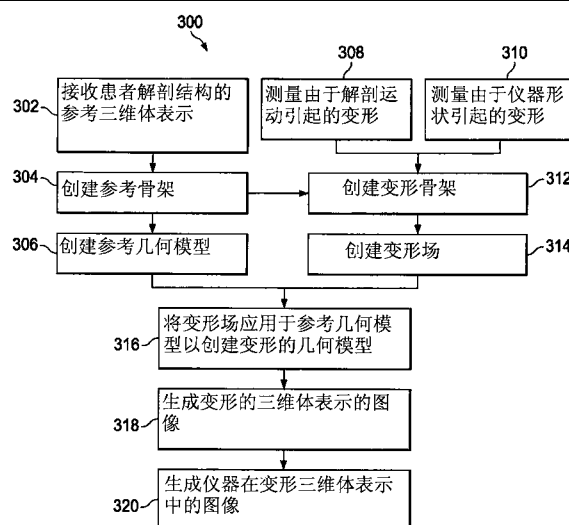 300
308
310
302
接收患者解剖结构的
参考三维体表示
测量由于解剖运
动引起的变形
测量由于仪器形
状引起的变形
304
创建参考骨架
创建变形骨架
312
306
创建参考几何模型
创建变形场
314
316
将变形场应用于参考几何模
型以创建变形的几何模型
318
生成变形的三维体表示的图
像
320
生成仪器在变形三维体表示
中的图像